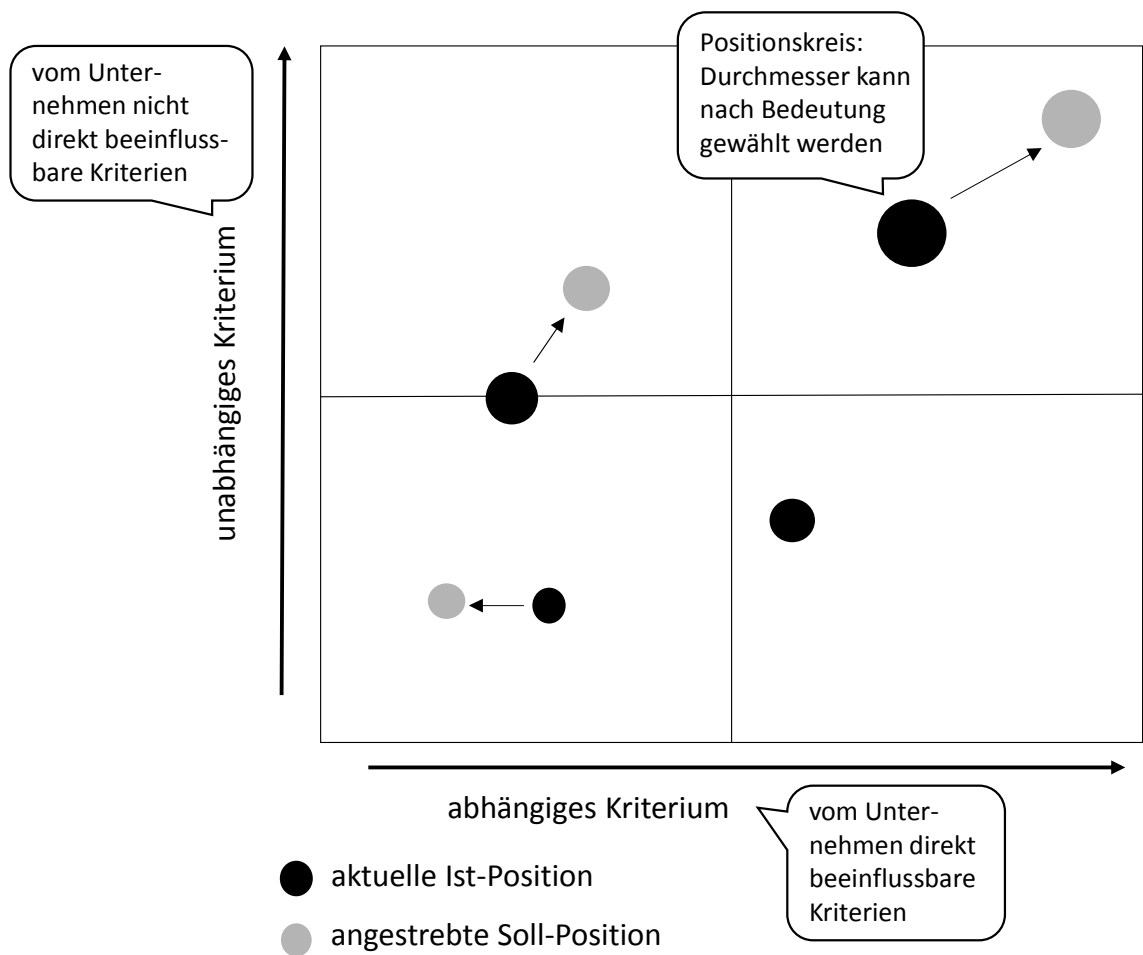 vom Unter-
nehmen nicht
direkt beeinfluss-
bare Kriterien
Positionskreis:
Durchmesser kann
nach Bedeutung
gewählt werden
unabhängiges Kriterium
abhängiges Kriterium
vom Unter-
nehmen direkt
beeinflussbare
Kriterien
aktuelle Ist-Position
angestrebte Soll-Position